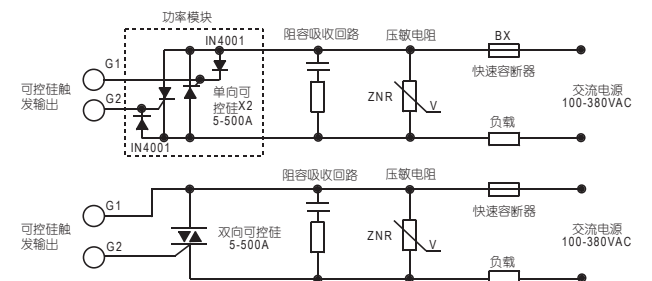 功率模块
IN4001
阻容吸收回路
压敏电阻
BX
G1
可控硅触
发输出
G2
单向可
控硅X2
5-500A
ZNR
V
快速容断器
交流电源
100-380VAC
负载
IN4001
阻容吸收回路
压敏电阻
G1
可控硅触
发输出
G2
双向可控硅
5-500A
ZNR
V
快速容断器
交流电源
100-380VAC
负载